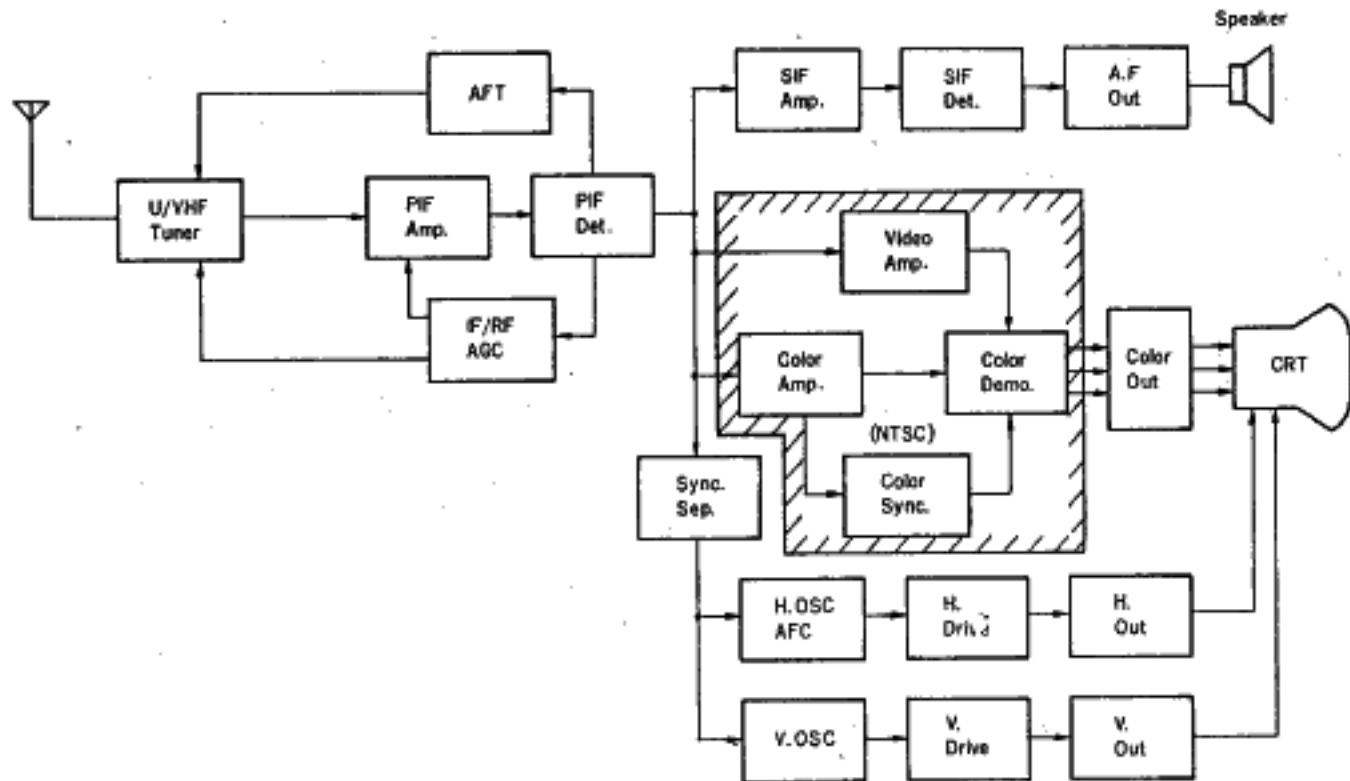 Speaker
SIF
Amp.
SIF
Det.
A.F
Out
AFT
U/VHF
Tuner
PIF
Amp.
PIF
Det.
IF/RF
AGC
Video
Amp.
Color
Amp.
Color
Demo.
Color
Out
CRT
(NTSC)
Color
Sync.
Sync.
Sep.
H.OSC
AFC
H.
Drive
H.
Out
V.OSC
V.
Drive
V.
Out